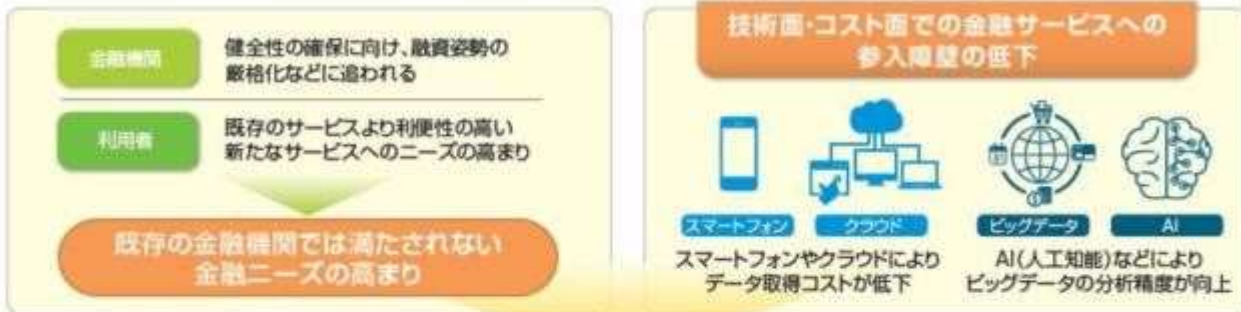 金融機関
健全性の確保に向け、融資姿勢の
厳格化などに追われる
利用者
既存のサービスより利便性の高い
新たなサービスへのニーズの高まり
既存の金融機関では満たされない
金融ニーズの高まり
技術面・コスト面での金融サービスへの
参入障壁の低下
スマートフォン
クラウド
ビッグデータ
AI
スマートフォンやクラウドにより
データ取得コストが低下
AI(人工知能)などにより
ビッグデータの分析精度が向上